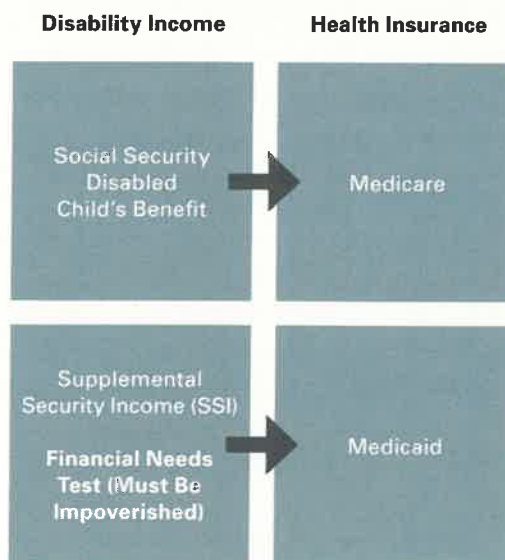 Disability Income
Health Insurance
Social Security
Disabled
Child's Benefit
Medicare
Supplemental
Security Income (SSI)
Financial Needs
Test (Must Be
Impoverished)
Medicaid